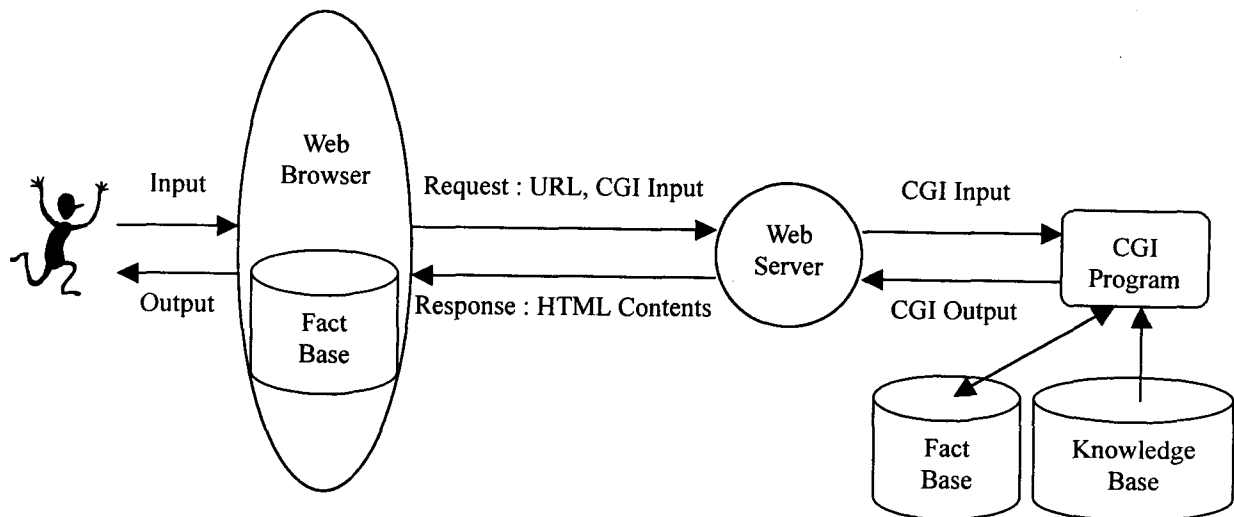 Web
Browser
Input
Output
Fact
Base
Request : URL, CGI Input
Response : HTML Contents
Web
Server
CGI Input
CGI Output
CGI
Program
Fact
Base
Knowledge
Base